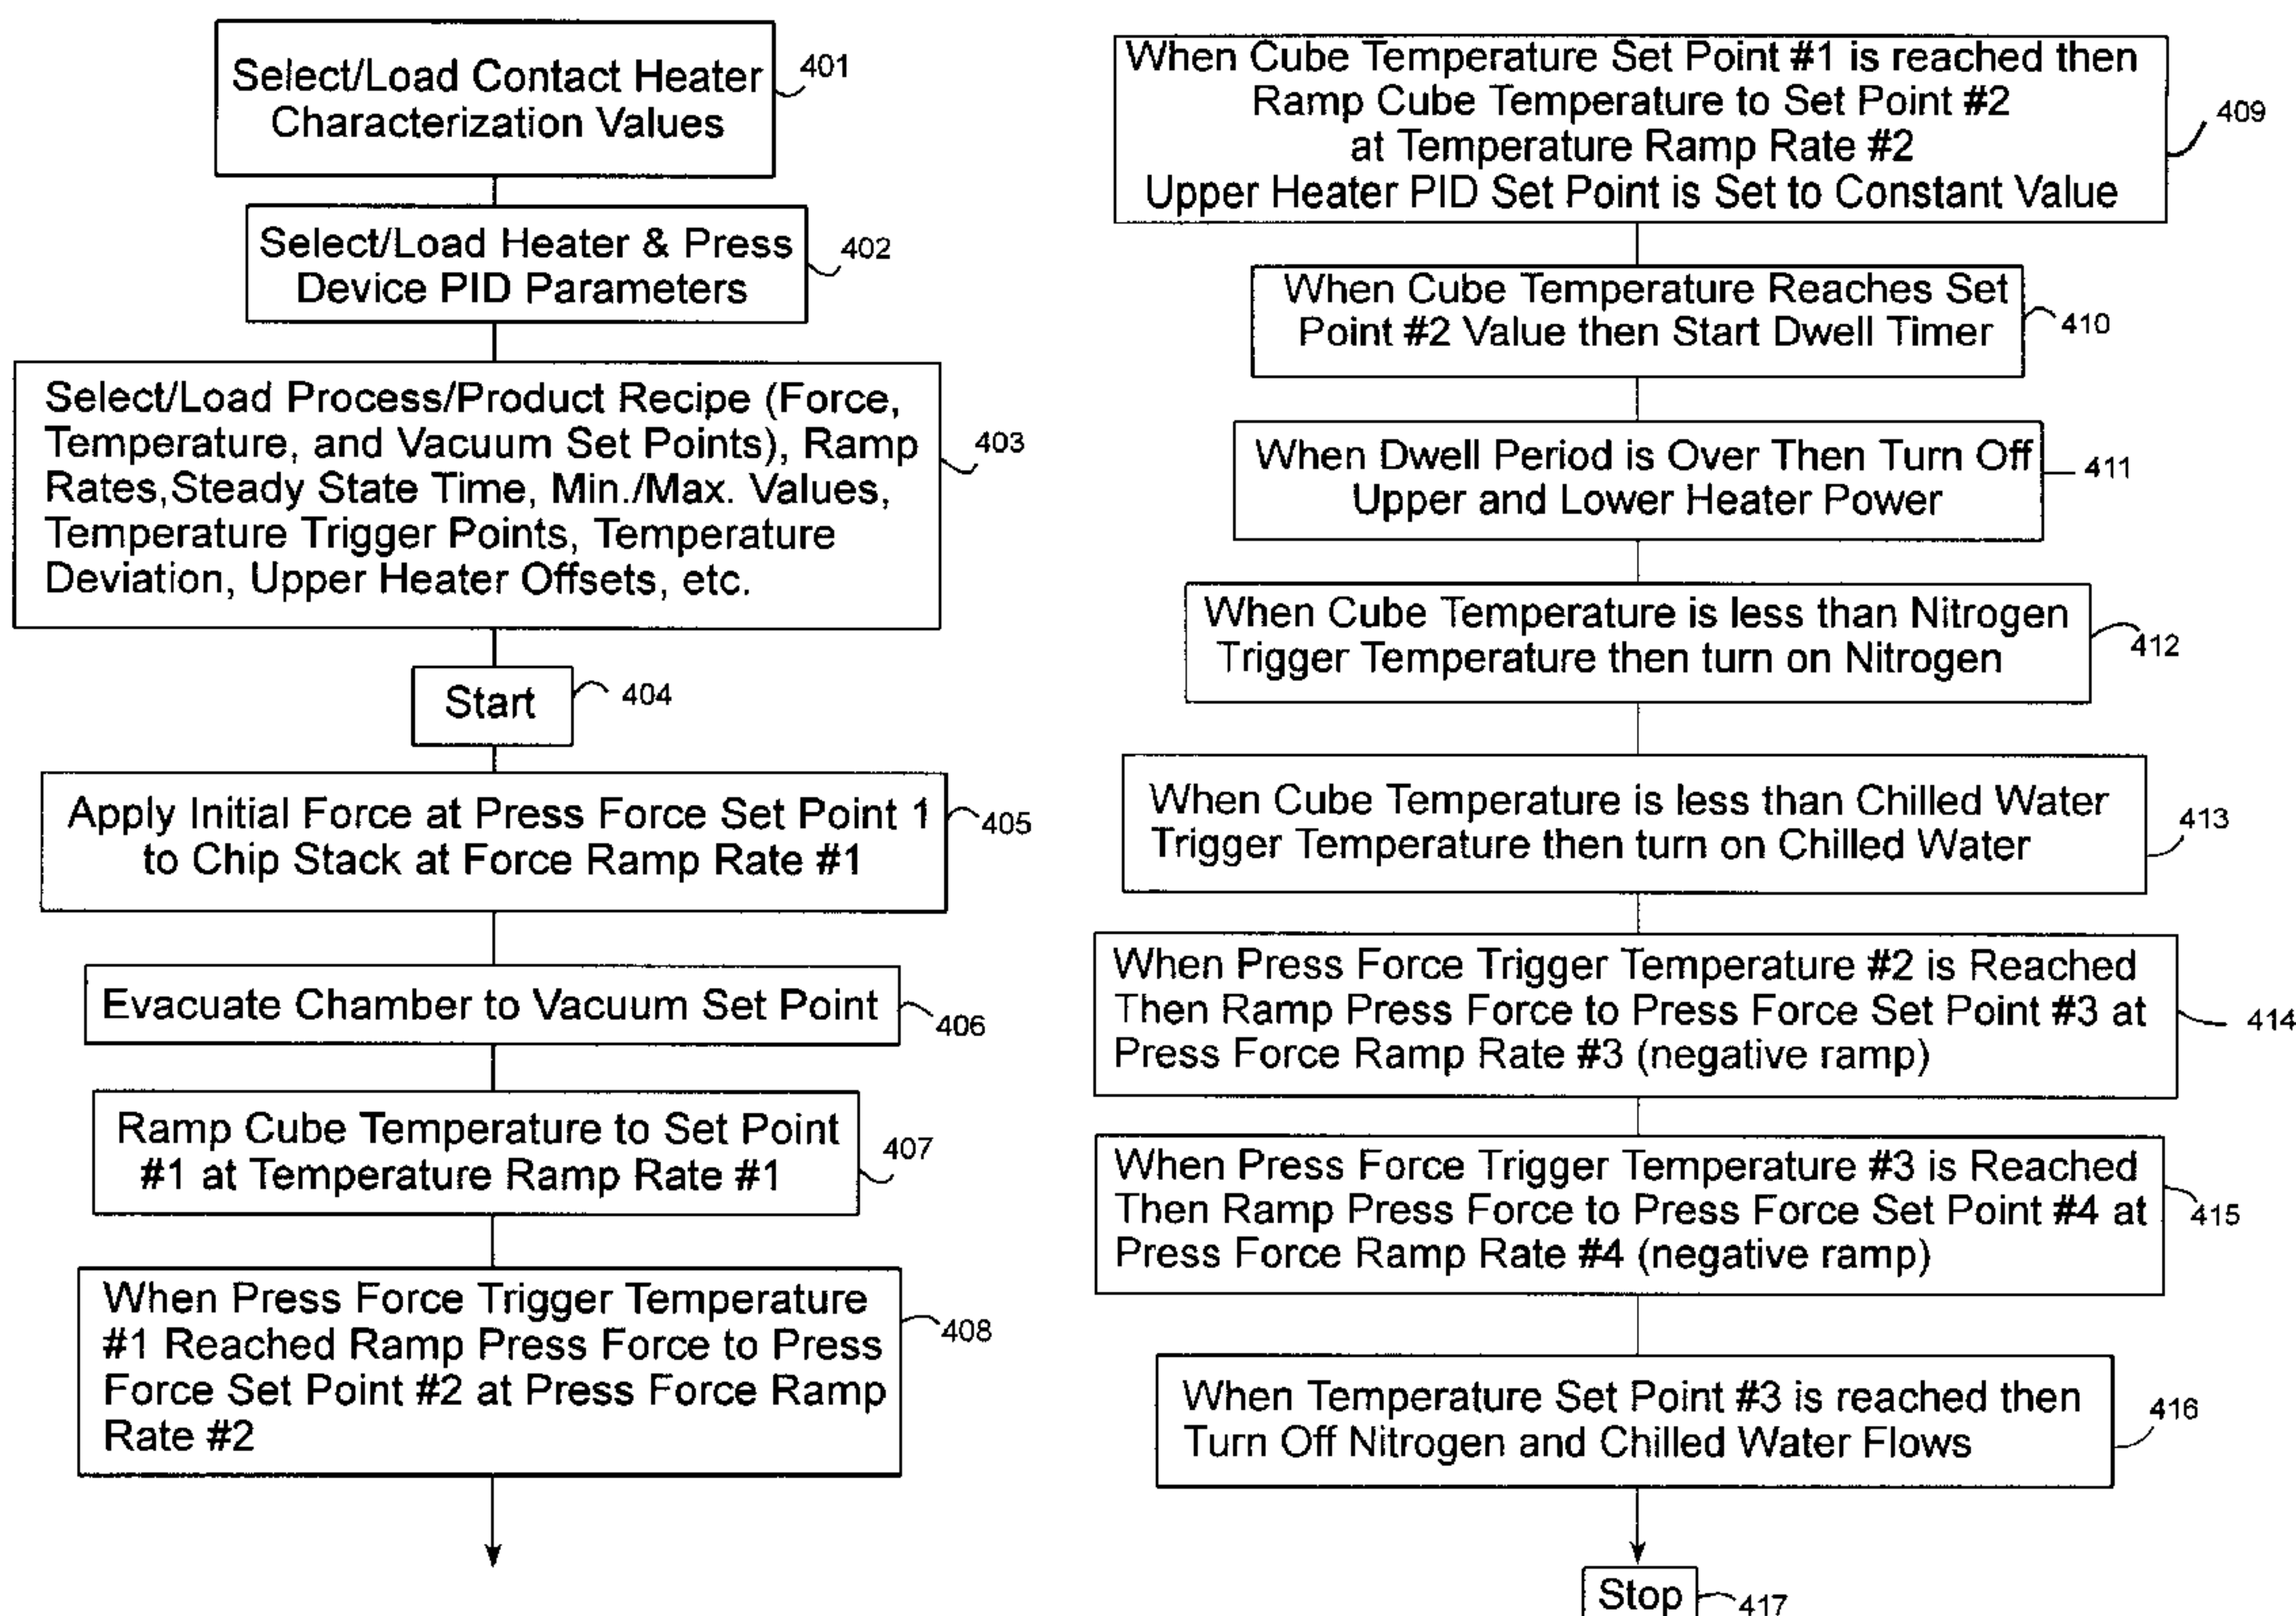 Select/Load Contact Heater
Characterization Values
401
Select/Load Heater & Press
Device PID Parameters
402
Select/Load Process/Product Recipe (Force,
Temperature, and Vacuum Set Points), Ramp
Rates,Steady State Time, Min./Max. Values,
Temperature Trigger Points, Temperature
Deviation, Upper Heater Offsets, etc.
403
Start
404
Apply Initial Force at Press Force Set Point 1
to Chip Stack at Force Ramp Rate #1
405
Evacuate Chamber to Vacuum Set Point
406
Ramp Cube Temperature to Set Point
#1 at Temperature Ramp Rate #1
407
When Press Force Trigger Temperature
#1 Reached Ramp Press Force to Press
Force Set Point #2 at Press Force Ramp
Rate #2
408
When Cube Temperature Set Point #1 is reached then
Ramp Cube Temperature to Set Point #2
at Temperature Ramp Rate #2
Upper Heater PID Set Point is Set to Constant Value
409
When Cube Temperature Reaches Set
Point #2 Value then Start Dwell Timer
410
When Dwell Period is Over Then Turn Off
Upper and Lower Heater Power
411
When Cube Temperature is less than Nitrogen
Trigger Temperature then turn on Nitrogen
412
When Cube Temperature is less than Chilled Water
Trigger Temperature then turn on Chilled Water
413
When Press Force Trigger Temperature #2 is Reached
Then Ramp Press Force to Press Force Set Point #3 at
Press Force Ramp Rate #3 (negative ramp)
414
When Press Force Trigger Temperature #3 is Reached
Then Ramp Press Force to Press Force Set Point #4 at
Press Force Ramp Rate #4 (negative ramp)
415
When Temperature Set Point #3 is reached then
Turn Off Nitrogen and Chilled Water Flows
416
Stop
417